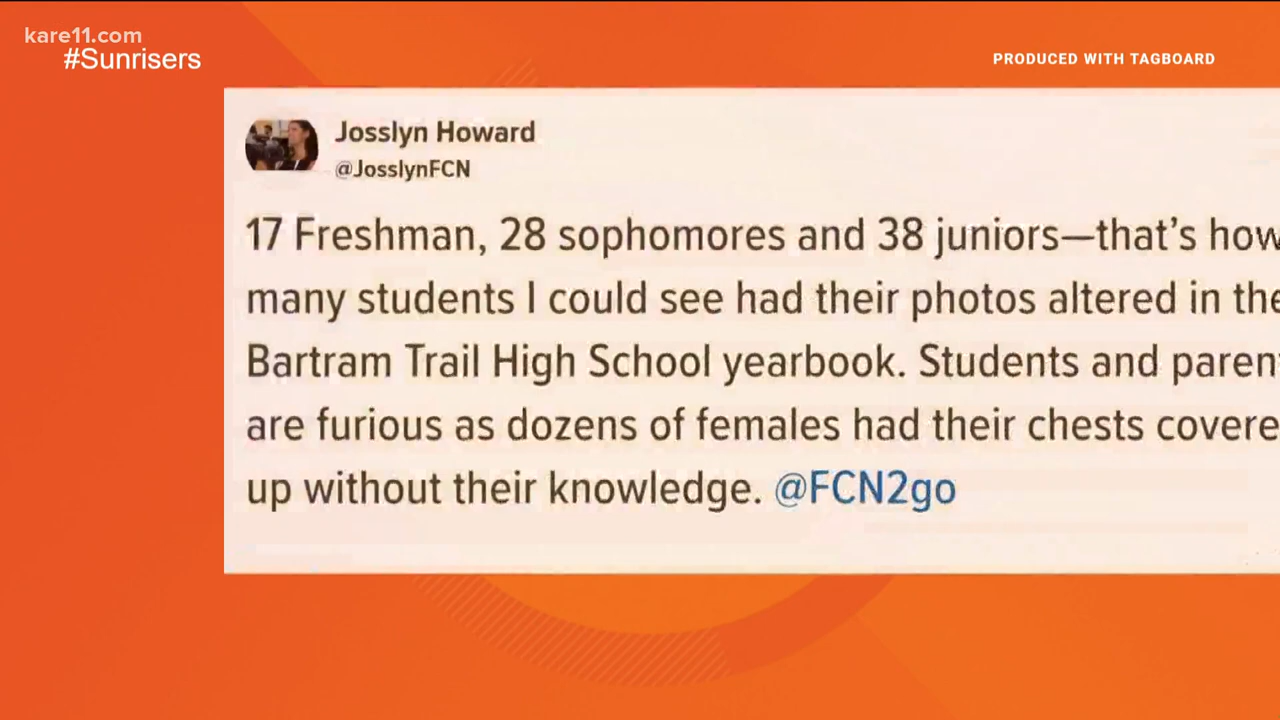 kare11.com
#Sunrisers
PRODUCED WITH TAGBOARD
Josslyn Howard
@JosslynFCN
17 Freshman, 28 sophomores and 38 juniors—that's how
many students I could see had their photos altered in the
Bartram Trail High School yearbook. Students and paren
are furious as dozens of females had their chests covere
up without their knowledge. @FCN2go